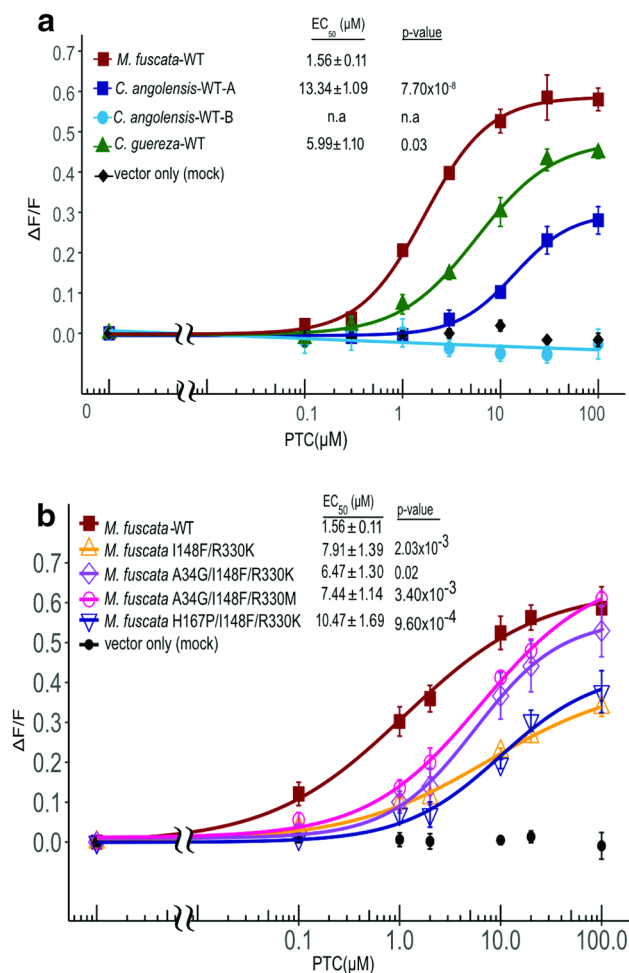 a
EC50 (µM) p-value
M. fuscata-WT 1.56±0.11
C. angolensis-WT-A 13.34±1.09 7.70x10-8
C. angolensis-WT-B n.a n.a
C. guereza-WT 5.99±1.10 0.03
vector only (mock)
0.7
0.6
0.5
0.4
0.3
0.2
0.1
0.0
ΔF/F
0 0.1 1 10 100
PTC(µM)
b
EC50 (µM) p-value
M. fuscata-WT 1.56±0.11
M. fuscata I148F/R330K 7.91±1.39 2.03x10-3
M. fuscata A34G/I148F/R330K 6.47±1.30 0.02
M. fuscata A34G/I148F/R330M 7.44±1.14 3.40x10-3
M. fuscata H167P/I148F/R330K 10.47±1.69 9.60x10-4
vector only (mock)
0.7
0.6
0.5
0.4
0.3
0.2
0.1
0.0
ΔF/F
0.1 1.0 10.0 100.0
PTC(µM)